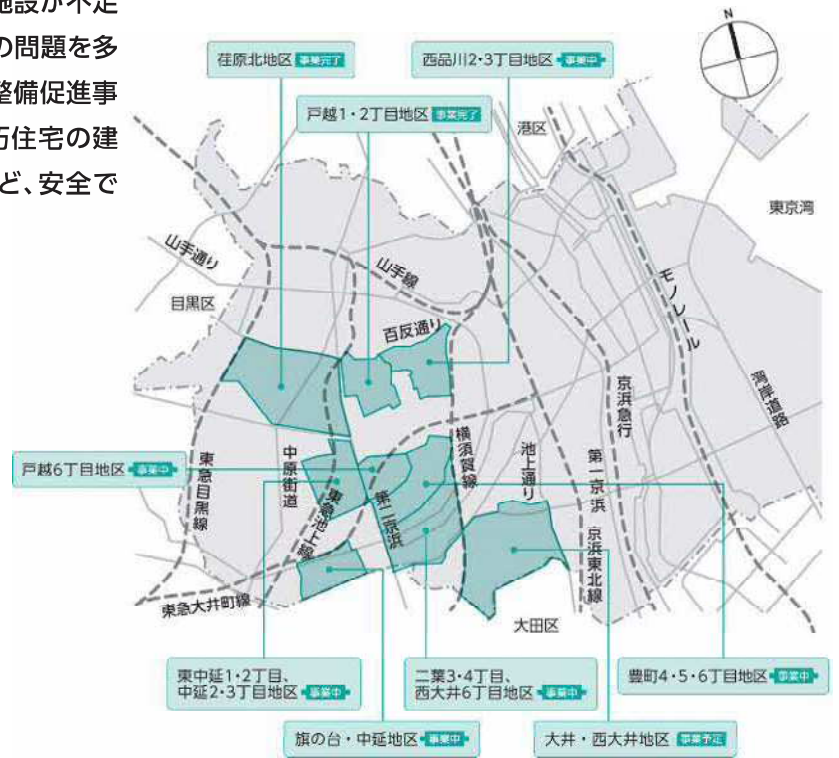 施設が不足
の問題を多
整備促進事
朽住宅の建
ど、安全で
N
荏原北地区 事業完了
西品川2・3丁目地区 事業中
戸越1・2丁目地区 事業完了
港区
東京湾
山手通り
山手線
目黒区
百反通り
モノレール
湾岸道路
京浜急行
戸越6丁目地区 事業中
東急目黒線
中原街道
東急池上線
第二京浜
横須賀線
池上通り
第一京浜
京浜東北線
東急大井町線
大田区
東中延1・2丁目、
中延2・3丁目地区 事業中
二葉3・4丁目、
西大井6丁目地区 事業中
豊町4・5・6丁目地区 事業中
旗の台・中延地区 事業中
大井・西大井地区 事業予定